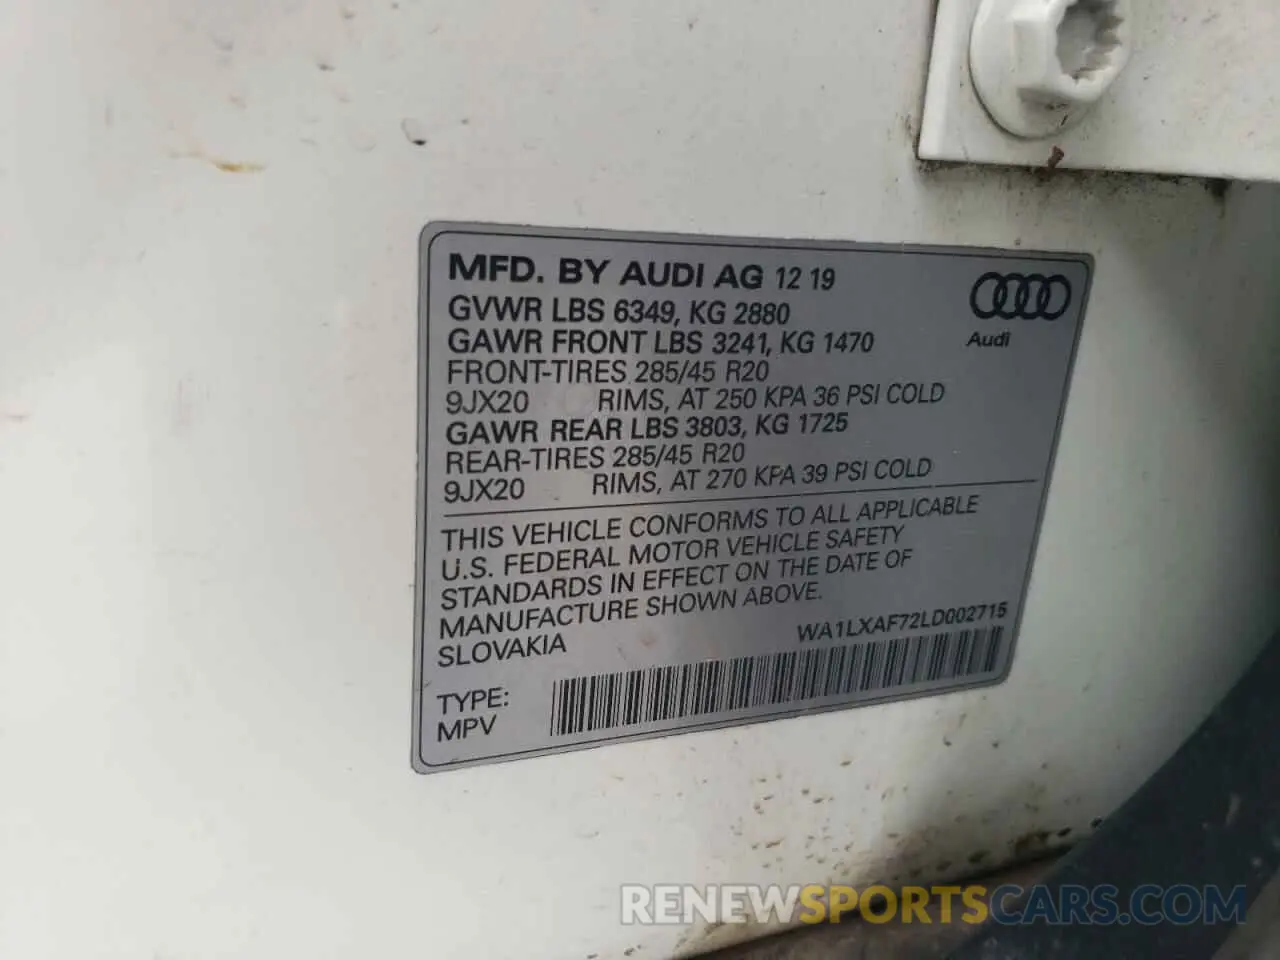 MFD. BY AUDI AG 12 19
GVWR LBS 6349, KG 2880
GAWR FRONT LBS 3241, KG 1470
FRONT-TIRES 285/45 R20
9JX20 RIMS, AT 250 KPA 36 PSI COLD
GAWR REAR LBS 3803, KG 1725
REAR-TIRES 285/45 R20
9JX20 RIMS, AT 270 KPA 39 PSI COLD
Audi
THIS VEHICLE CONFORMS TO ALL APPLICABLE
U.S. FEDERAL MOTOR VEHICLE SAFETY
STANDARDS IN EFFECT ON THE DATE OF
MANUFACTURE SHOWN ABOVE.
SLOVAKIA
WA1LXAF72LD002715
TYPE:
MPV
RENEWSPORTSCARS.COM